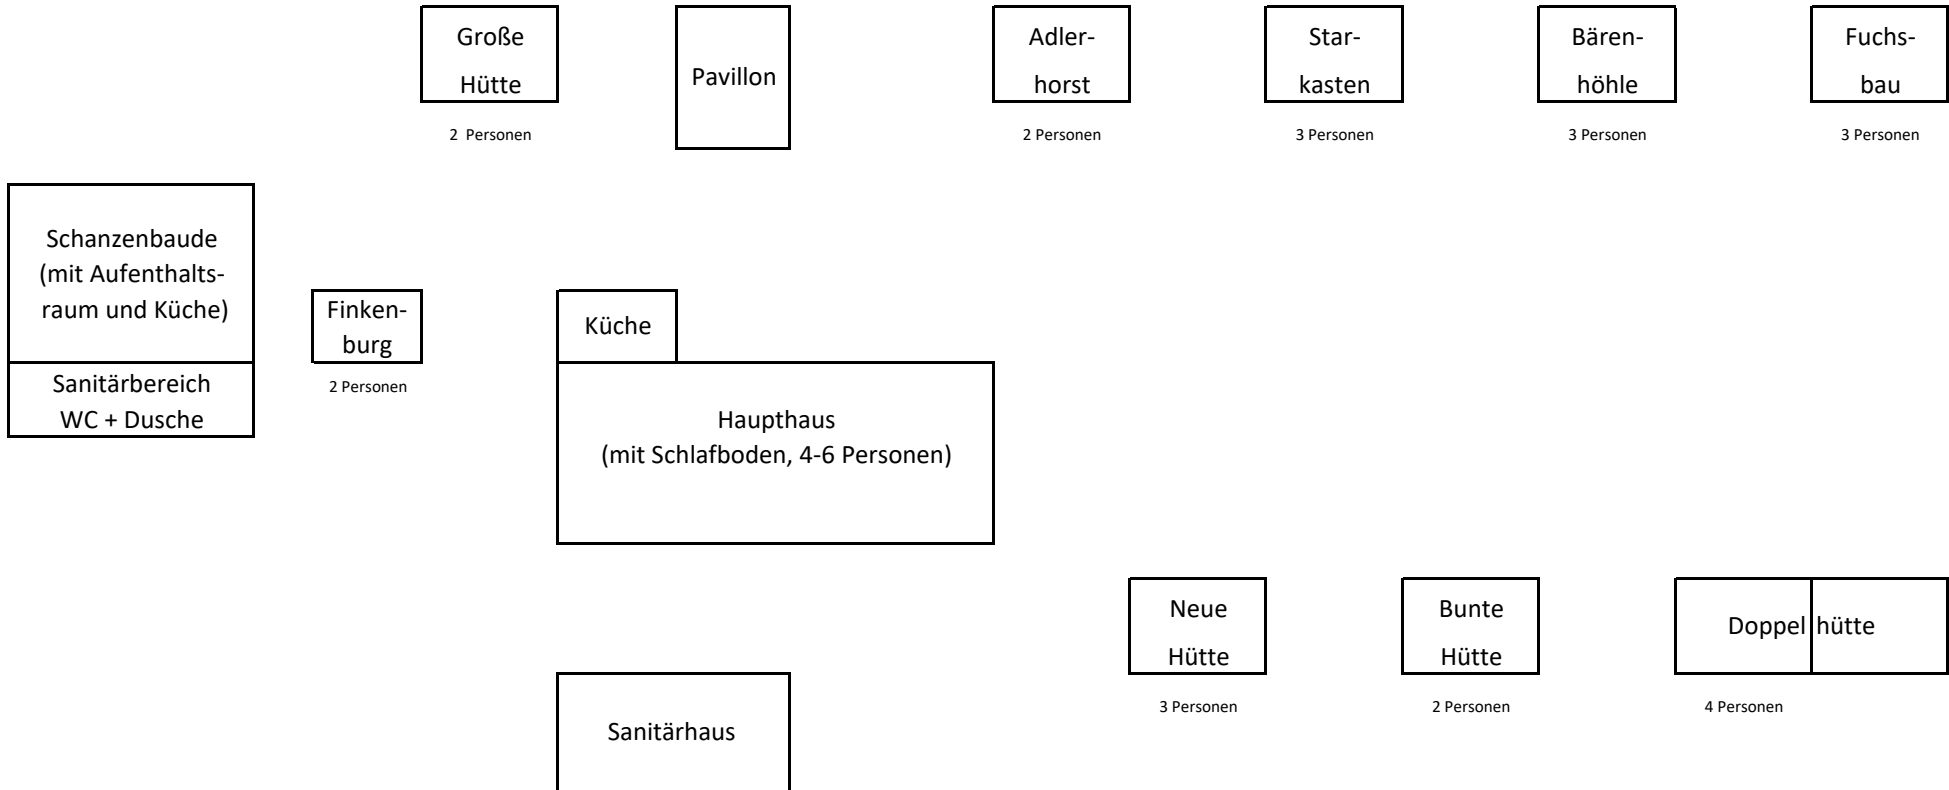 Große
Hütte
2  Personen
Pavillon
Adler-
horst
2 Personen
Star-
kasten
3 Personen
Bären-
höhle
3 Personen
Fuchs-
bau
3 Personen
Schanzenbaude
(mit Aufenthalts-
raum und Küche)
Sanitärbereich
WC + Dusche
Finken-
burg
2 Personen
Küche
Haupthaus
(mit Schlafboden, 4-6 Personen)
Neue
Hütte
3 Personen
Bunte
Hütte
2 Personen
Doppel hütte
4 Personen
Sanitärhaus